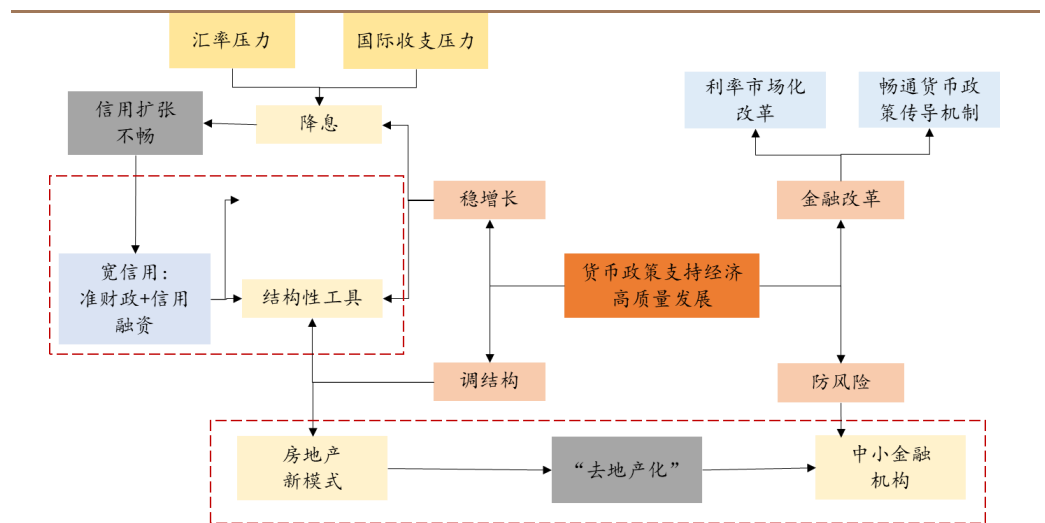 汇率压力
国际收支压力
利率市场化
改革
畅通货币政
策传导机制
信用扩张
不畅
降息
稳增长
金融改革
宽信用：
准财政+信用
融资
结构性工具
货币政策支持经济
高质量发展
调结构
防风险
房地产
新模式
“去地产化”
中小金融
机构